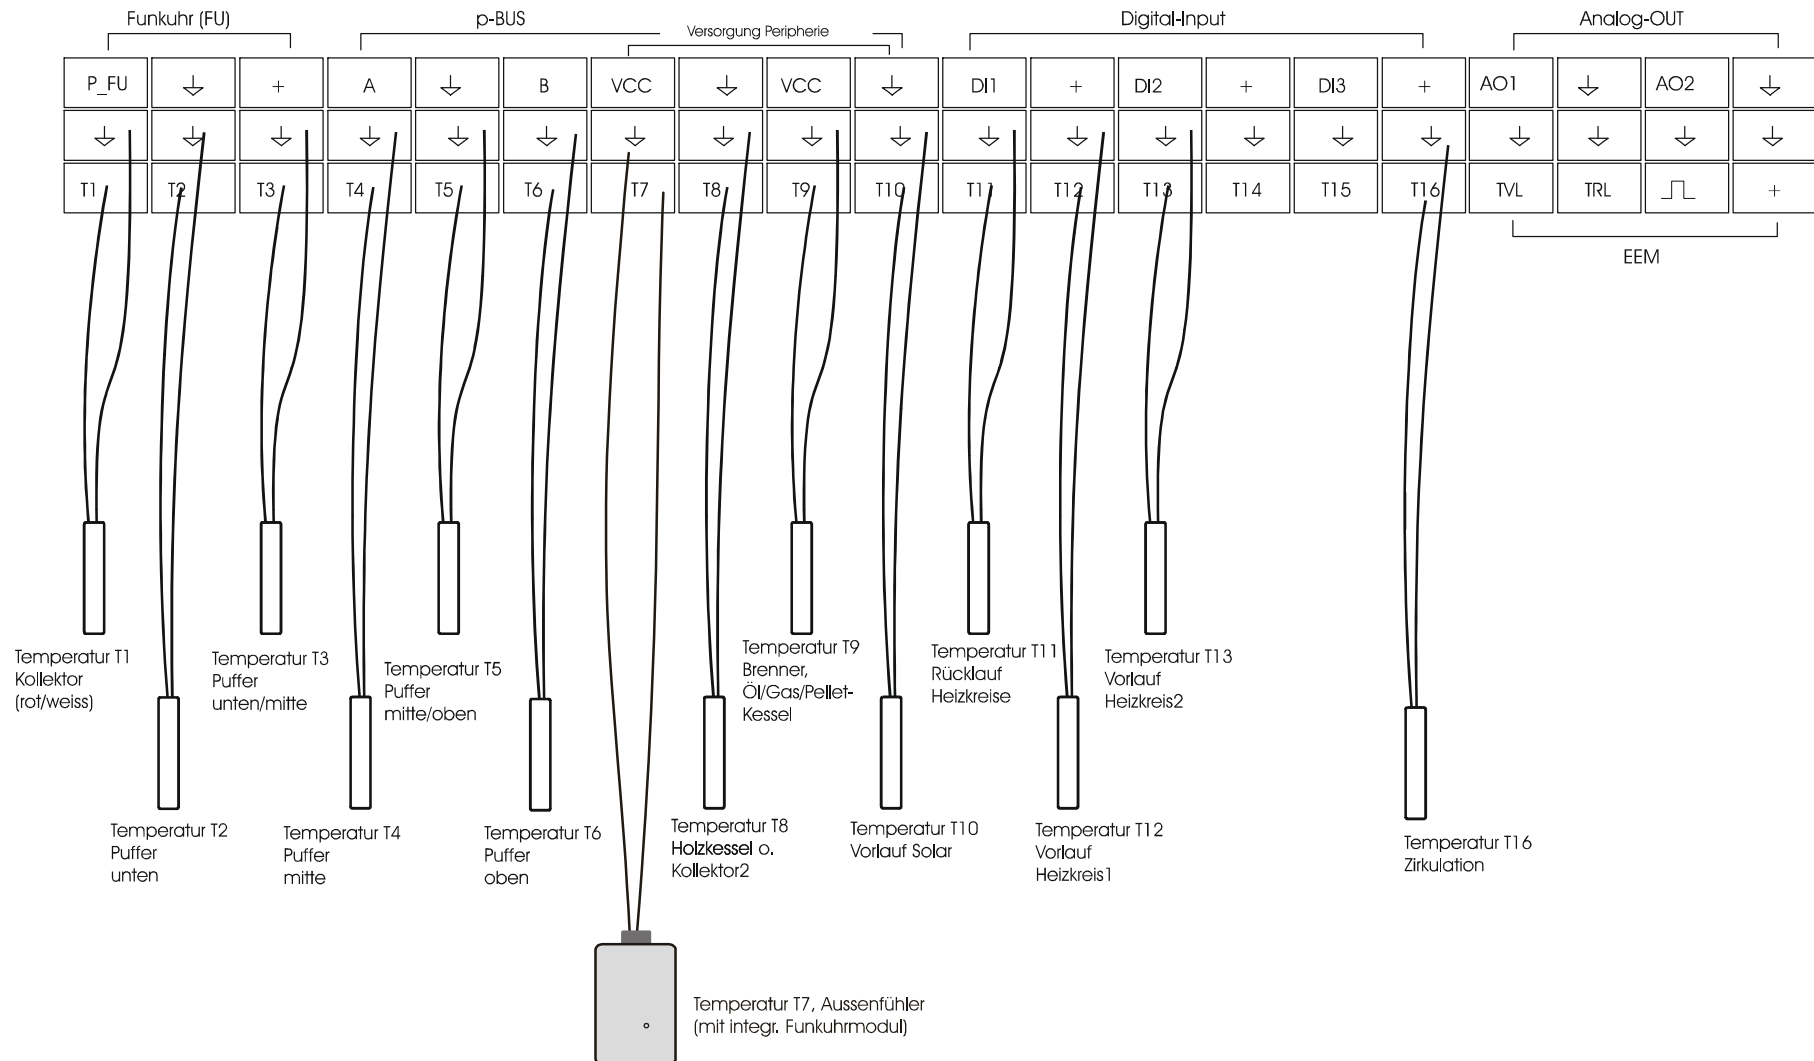 Funkuhr (FU)
p-BUS
Versorgung Peripherie
Digital-Input
Analog-OUT
P_FU + A B VCC VCC DI1 + DI2 + DI3 + AO1 AO2
T1 T2 T3 T4 T5 T6 T7 T8 T9 T10 T11 T12 T13 T14 T15 T16 TVL TRL +
EEM
Temperatur T1
Kollektor
(rot/weiss)
Temperatur T2
Puffer
unten
Temperatur T3
Puffer
unten/mitte
Temperatur T4
Puffer
mitte
Temperatur T5
Puffer
mitte/oben
Temperatur T6
Puffer
oben
Temperatur T7, Aussenfühler
(mit integr. Funkuhrmodul)
Temperatur T8
Holzkessel o.
Kollektor2
Temperatur T9
Brenner,
Öl/Gas/Pellet-
Kessel
Temperatur T10
Vorlauf Solar
Temperatur T11
Rücklauf
Heizkreise
Temperatur T12
Vorlauf
Heizkreis1
Temperatur T13
Vorlauf
Heizkreis2
Temperatur T16
Zirkulation